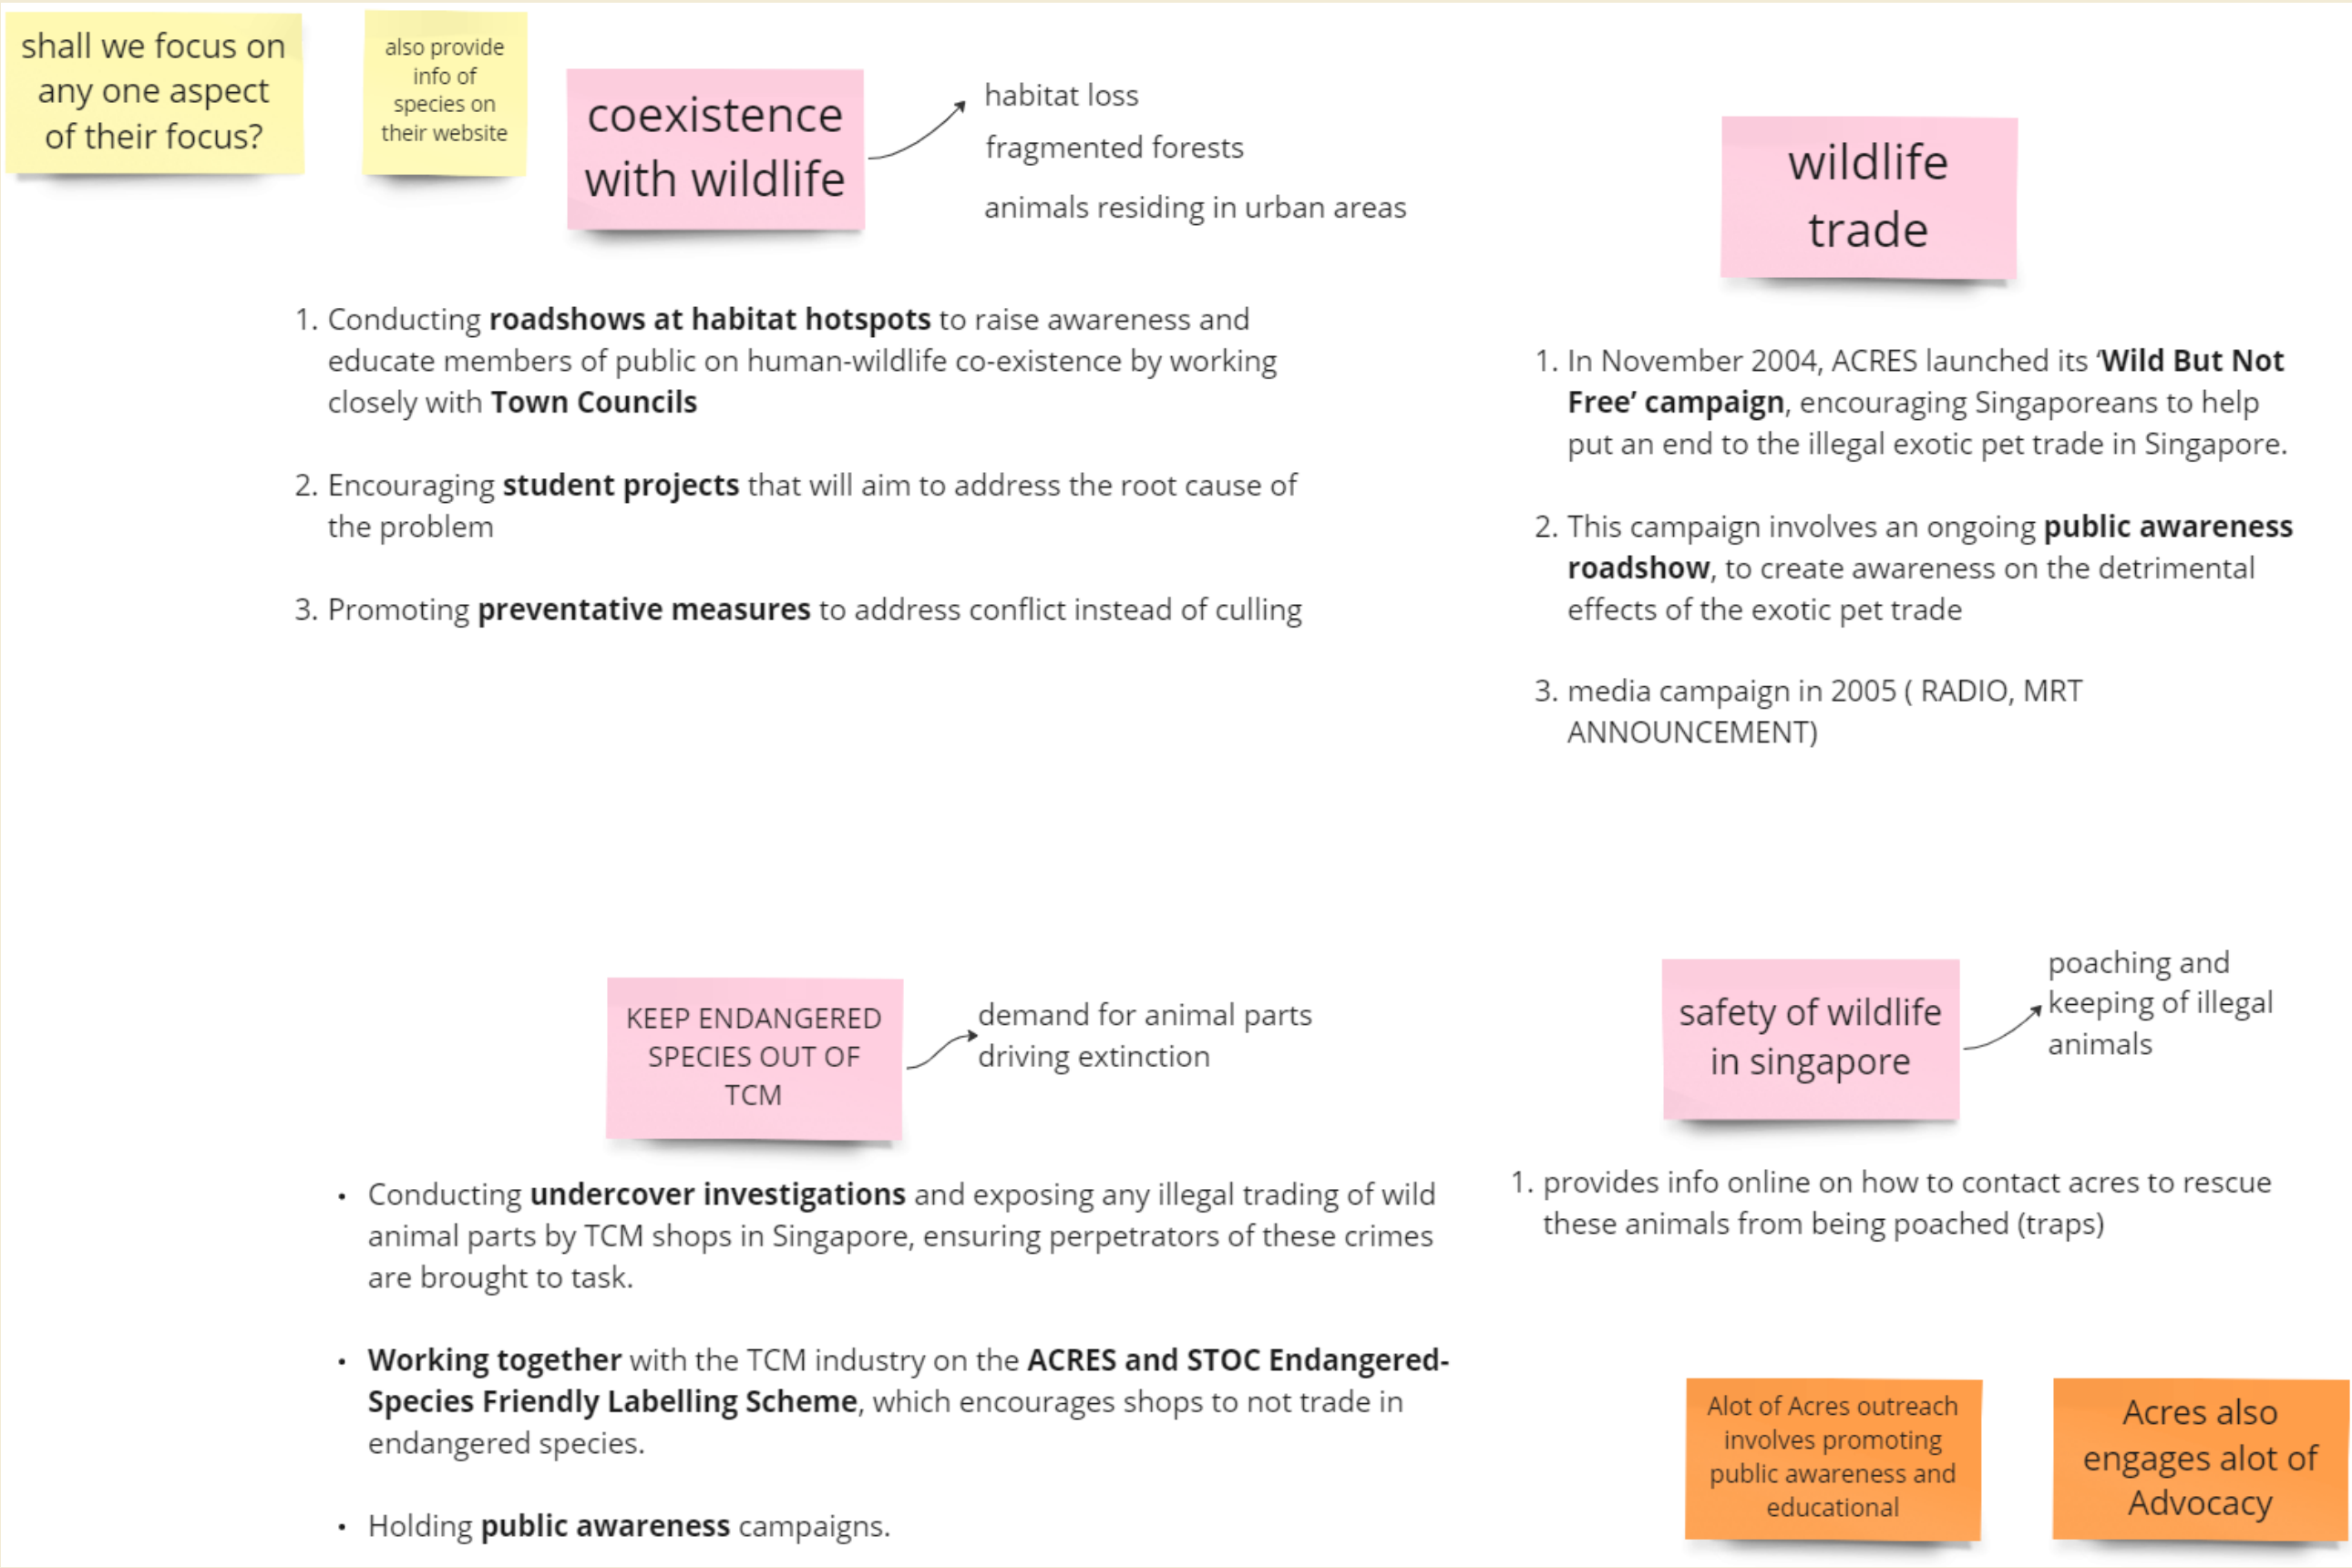 shall we focus on
any one aspect
of their focus?
also provide
info of
species on
their website
coexistence
with wildlife
habitat loss
fragmented forests
animals residing in urban areas
1. Conducting roadshows at habitat hotspots to raise awareness and
educate members of public on human-wildlife co-existence by working
closely with Town Councils
2. Encouraging student projects that will aim to address the root cause of
the problem
3. Promoting preventative measures to address conflict instead of culling
wildlife
trade
1. In November 2004, ACRES launched its ‘Wild But Not
Free’ campaign, encouraging Singaporeans to help
put an end to the illegal exotic pet trade in Singapore.
2. This campaign involves an ongoing public awareness
roadshow, to create awareness on the detrimental
effects of the exotic pet trade
3. media campaign in 2005 ( RADIO, MRT
ANNOUNCEMENT)
KEEP ENDANGERED
SPECIES OUT OF
TCM
demand for animal parts
driving extinction
• Conducting undercover investigations and exposing any illegal trading of wild
animal parts by TCM shops in Singapore, ensuring perpetrators of these crimes
are brought to task.
• Working together with the TCM industry on the ACRES and STOC Endangered-
Species Friendly Labelling Scheme, which encourages shops to not trade in
endangered species.
• Holding public awareness campaigns.
safety of wildlife
in singapore
poaching and
keeping of illegal
animals
1. provides info online on how to contact acres to rescue
these animals from being poached (traps)
Alot of Acres outreach
involves promoting
public awareness and
educational
Acres also
engages alot of
Advocacy